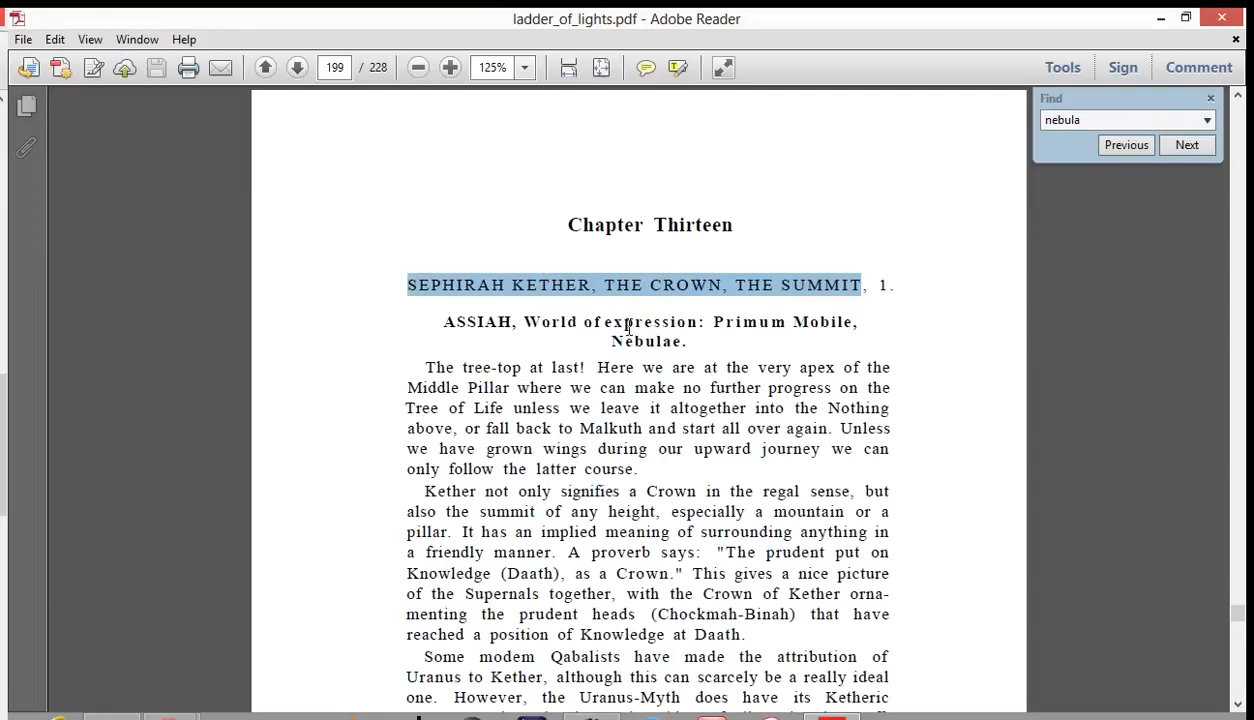 ladder_of_lights.pdf - Adobe Reader
File Edit View Window Help
199 / 228 125% Tools Sign Comment
Find
nebula
Previous Next
Chapter Thirteen
SEPHIRAH KETHER, THE CROWN, THE SUMMIT, 1.
ASSIAH, World of expression: Primum Mobile,
Nebulae.
The tree-top at last! Here we are at the very apex of the
Middle Pillar where we can make no further progress on the
Tree of Life unless we leave it altogether into the Nothing
above, or fall back to Malkuth and start all over again. Unless
we have grown wings during our upward journey we can
only follow the latter course.
Kether not only signifies a Crown in the regal sense, but
also the summit of any height, especially a mountain or a
pillar. It has an implied meaning of surrounding anything in
a friendly manner. A proverb says: "The prudent put on
Knowledge (Daath), as a Crown." This gives a nice picture
of the Supernals together, with the Crown of Kether orna-
menting the prudent heads (Chockmah-Binah) that have
reached a position of Knowledge at Daath.
Some modem Qabalists have made the attribution of
Uranus to Kether, although this can scarcely be a really ideal
one. However, the Uranus-Myth does have its Ketheric